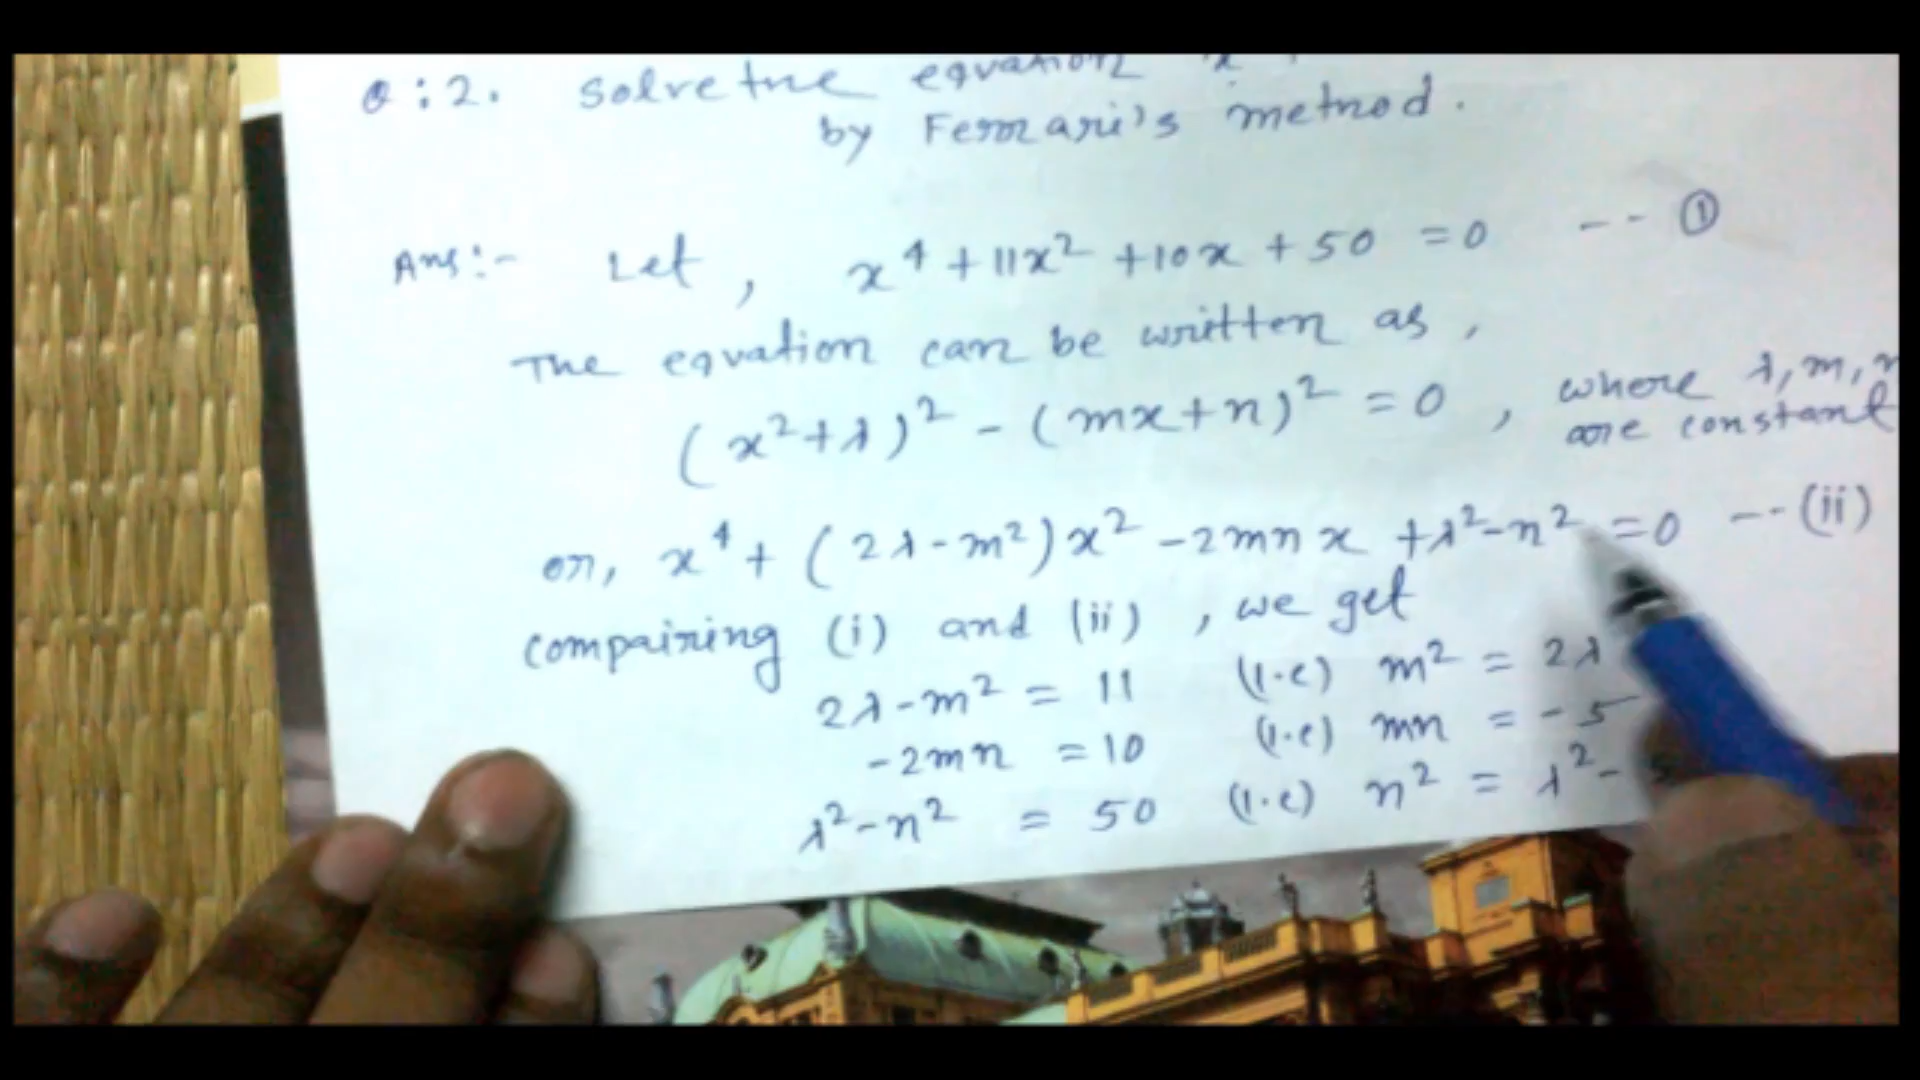 Q:2. Solve the equation x
by Ferrari's method.
Ans:- Let, x⁴ + 11x² + 10x + 50 = 0 -- ①
The equation can be written as,
(x²+λ)² - (mx+n)² = 0, where λ, m, n
are constant
or, x⁴ + (2λ-m²)x² - 2mnx + λ²-n² = 0 --- (ii)
compairing (i) and (ii), we get
2λ-m² = 11 (i.e) m² = 2λ
-2mn = 10 (i.e) mn = -5
λ²-n² = 50 (i.e) n² = λ² -